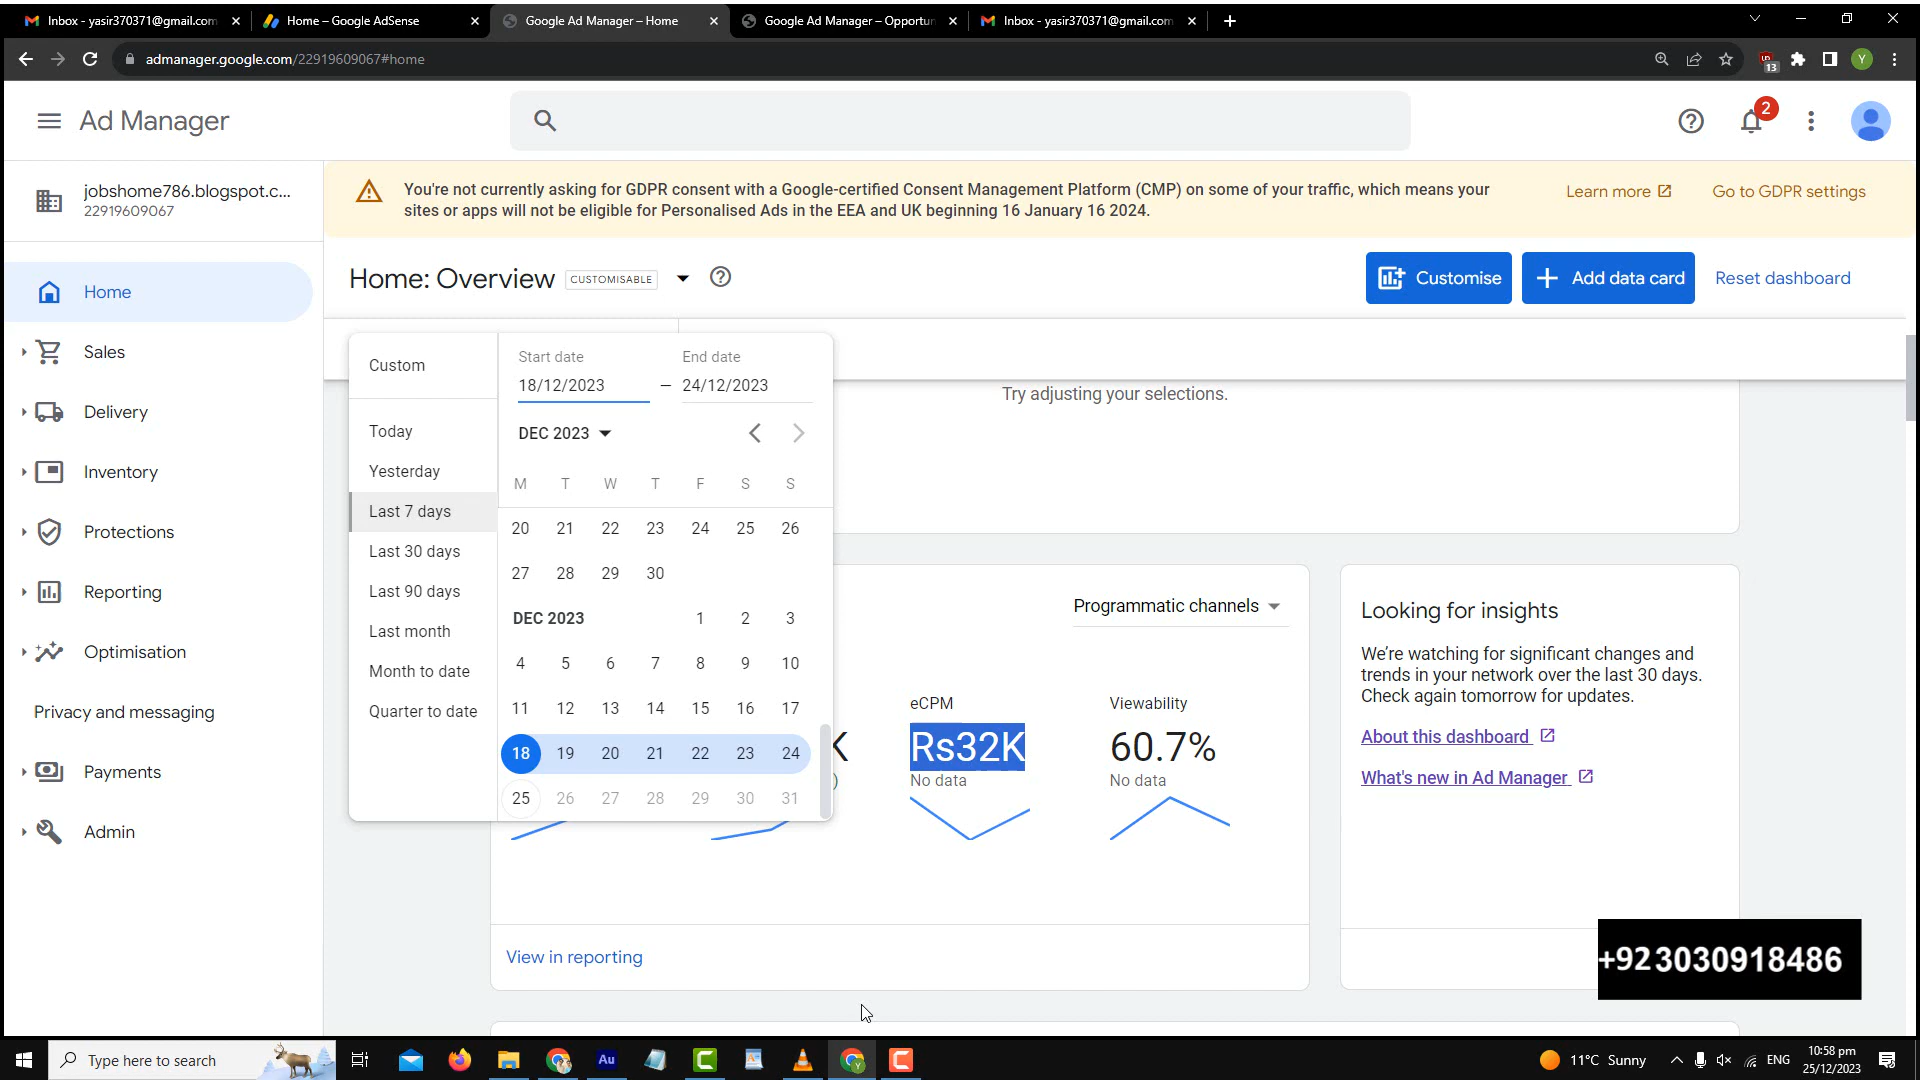 Inbox - yasir370371@gmail.com
Home – Google AdSense
Google Ad Manager – Home
Google Ad Manager – Opportun
Inbox - yasir370371@gmail.com
admanager.google.com/22919609067#home
13
Y
Ad Manager
2
jobshome786.blogspot.c...
22919609067
You're not currently asking for GDPR consent with a Google-certified Consent Management Platform (CMP) on some of your traffic, which means your
sites or apps will not be eligible for Personalised Ads in the EEA and UK beginning 16 January 16 2024.
Learn more
Go to GDPR settings
Home: Overview
CUSTOMISABLE
Customise
Add data card
Reset dashboard
Home
Sales
Delivery
Inventory
Protections
Reporting
Optimisation
Privacy and messaging
Payments
Admin
Custom
Today
Yesterday
Last 7 days
Last 30 days
Last 90 days
Last month
Month to date
Quarter to date
Start date
End date
18/12/2023 – 24/12/2023
DEC 2023
M T W T F S S
20 21 22 23 24 25 26
27 28 29 30
DEC 2023 1 2 3
4 5 6 7 8 9 10
11 12 13 14 15 16 17
18 19 20 21 22 23 24
25 26 27 28 29 30 31
Try adjusting your selections.
Programmatic channels
K
)
eCPM
Rs32K
No data
Viewability
60.7%
No data
View in reporting
Looking for insights
We're watching for significant changes and
trends in your network over the last 30 days.
Check again tomorrow for updates.
About this dashboard
What's new in Ad Manager
+923030918486
Type here to search
Au
11°C Sunny
ENG
10:58 pm
25/12/2023